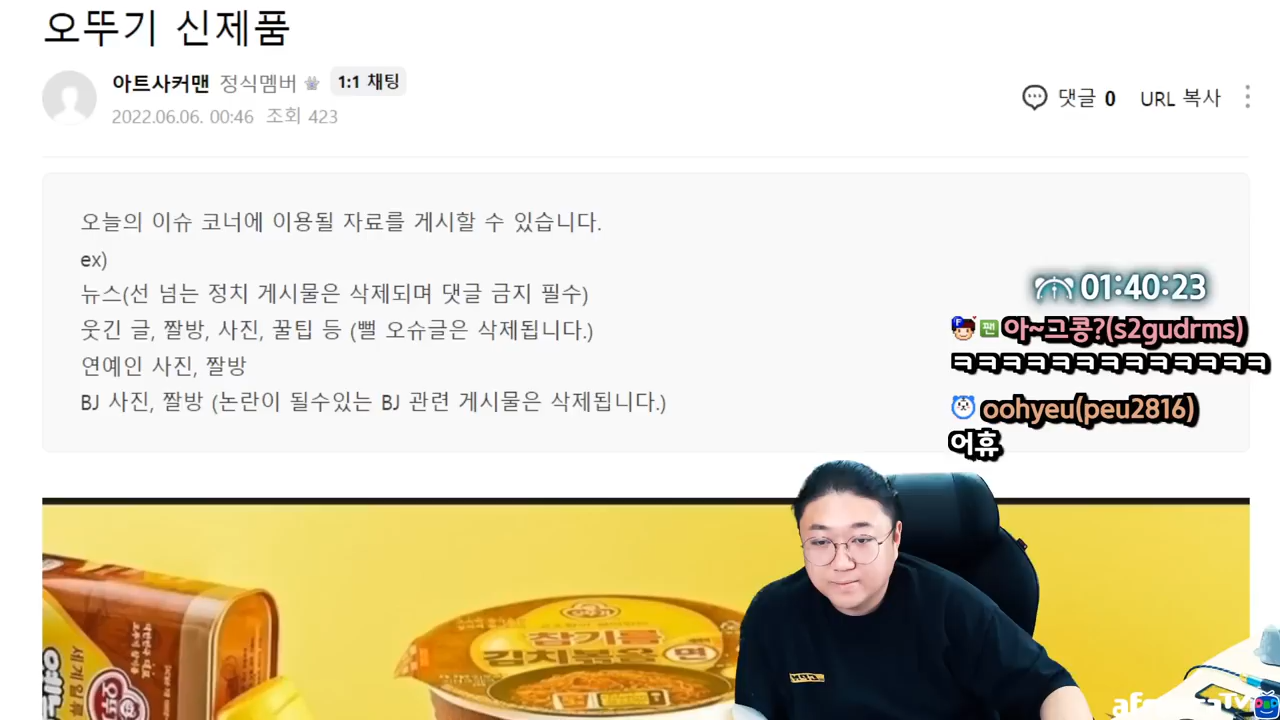 오뚜기 신제품
아트사커맨 정식멤버 1:1 채팅
2022.06.06. 00:46 조회 423
댓글 0 URL 복사
오늘의 이슈 코너에 이용될 자료를 게시할 수 있습니다.
ex)
뉴스(선 넘는 정치 게시물은 삭제되며 댓글 금지 필수)
웃긴 글, 짤방, 사진, 꿀팁 등 (뻘 오슈글은 삭제됩니다.)
연예인 사진, 짤방
BJ 사진, 짤방 (논란이 될수있는 BJ 관련 게시물은 삭제됩니다.)
01:40:23
팬 아~그콩?(s2gudrms)
ㅋㅋㅋㅋㅋㅋㅋㅋㅋㅋㅋㅋㅋ
oohyeu(peu2816)
어휴
오뚜기
참기름
김치볶음면